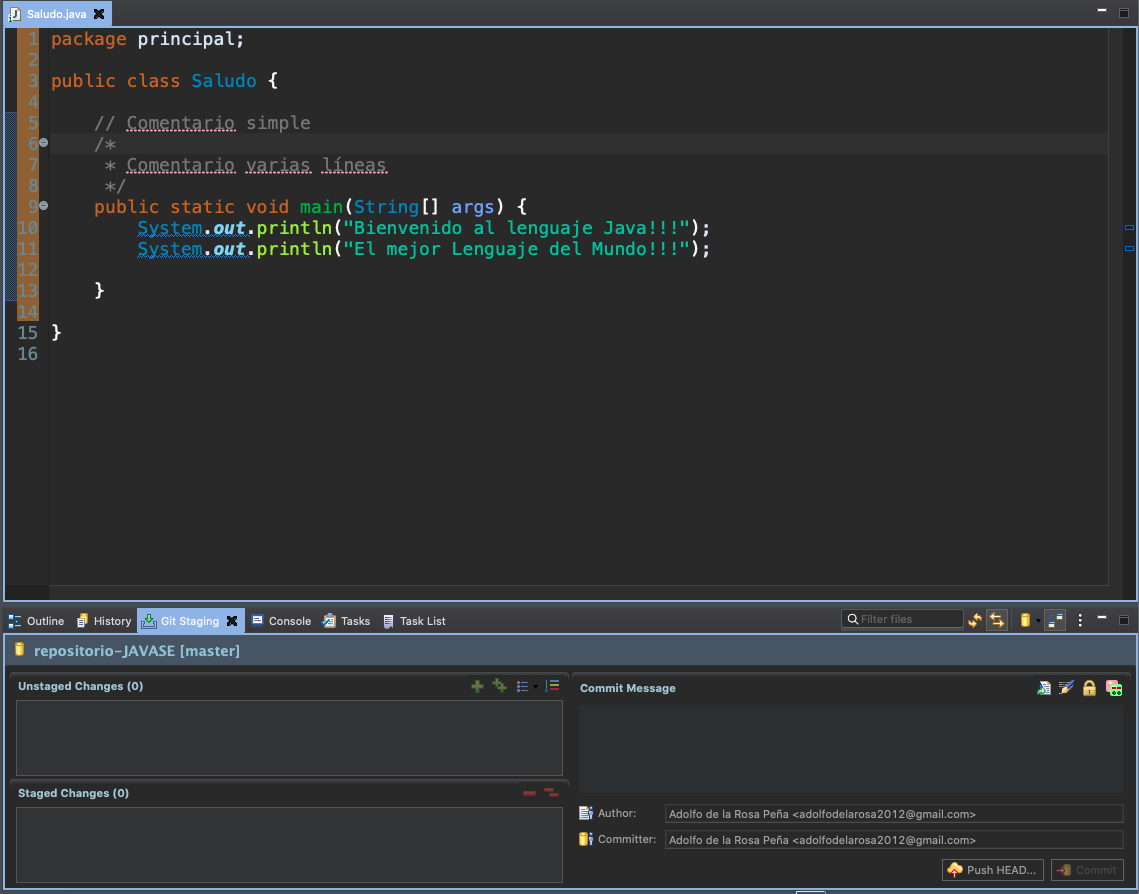 Saludo.java
1 package principal;
2
3 public class Saludo {
4
5 // Comentario simple
6 /*
7 * Comentario varias líneas
8 */
9 public static void main(String[] args) {
10 System.out.println("Bienvenido al lenguaje Java!!!");
11 System.out.println("El mejor Lenguaje del Mundo!!!");
12
13 }
14
15 }
16
Outline History Git Staging Console Tasks Task List Filter files
repositorio-JAVASE [master]
Unstaged Changes (0)
Staged Changes (0)
Commit Message
Author: Adolfo de la Rosa Peña <adolfodelarosa2012@gmail.com>
Committer: Adolfo de la Rosa Peña <adolfodelarosa2012@gmail.com>
Push HEAD... Commit